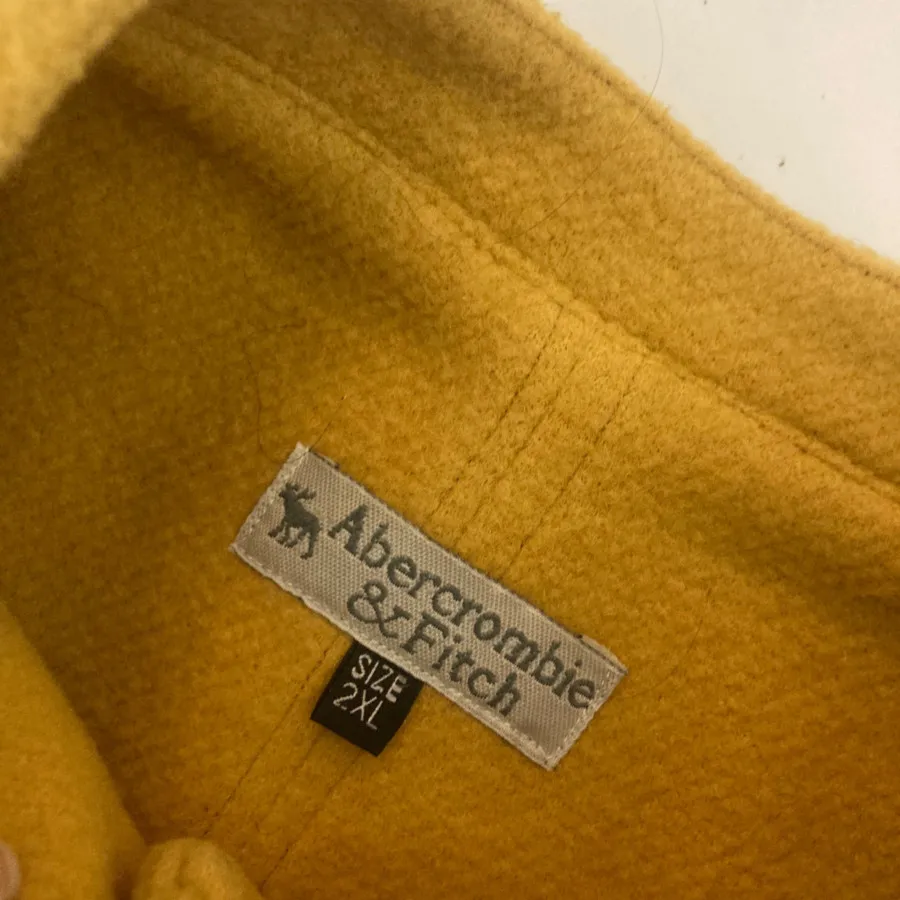 Abercrombie
& Fitch
SIZE
2XL